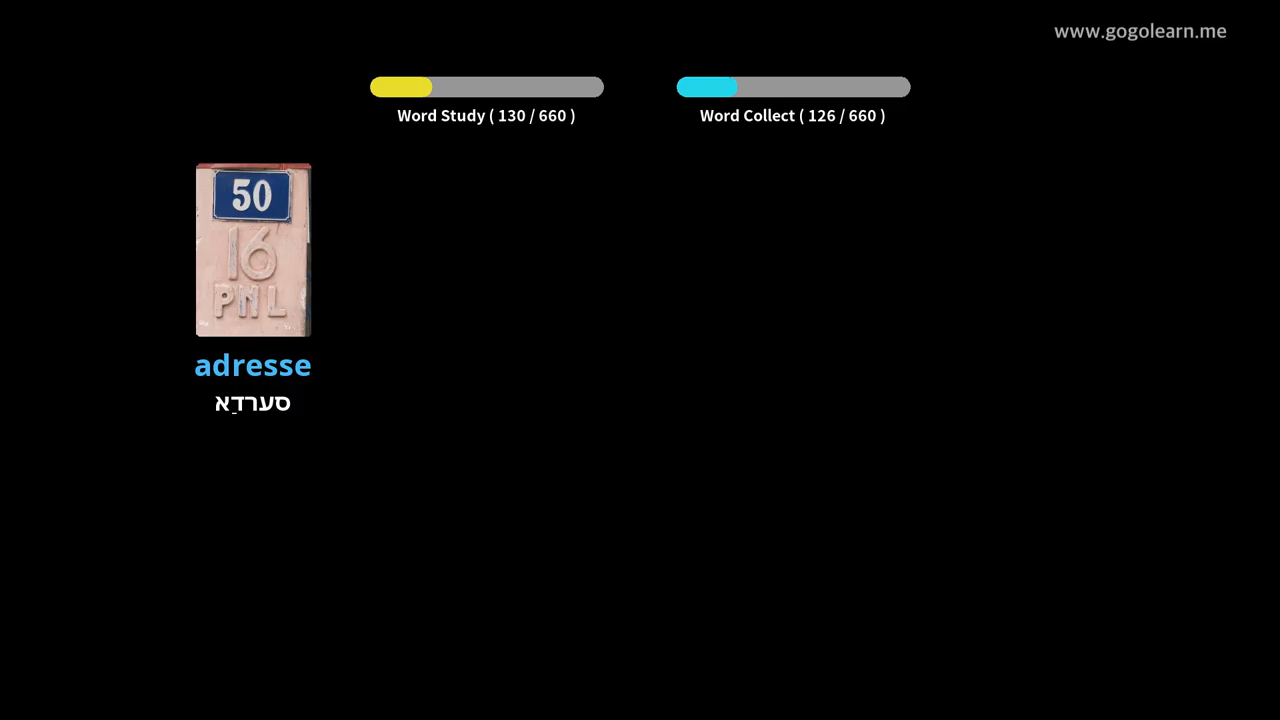 www.gogolearn.me
Word Study ( 130 / 660 )
Word Collect ( 126 / 660 )
50
16
PNL
adresse
סערדַא